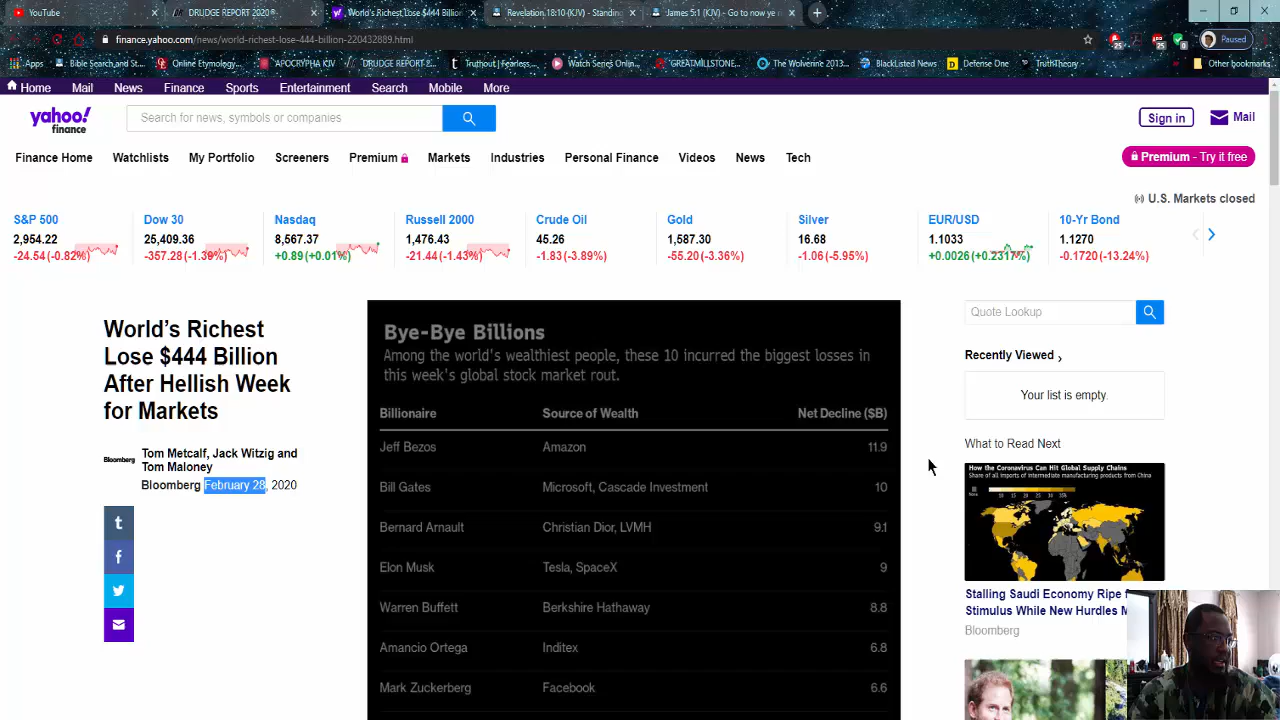 YouTube
DRUDGE REPORT 2020®
World's Richest Lose $444 Billion
Revelation 18:10 (KJV) - Standin
James 5:1 (KJV) - Go to now ye
finance.yahoo.com/news/world-richest-lose-444-billion-220432889.html
Paused
Apps
Bible Search and St...
Online Etymology...
"APOCRYPHA KJV
"DRUDGE REPORT 2...
Truthout | Fearless,...
Watch Series Onlin...
"GREATMILLSTONE...
The Wolverine 2013...
BlackListed News
Defense One
TruthTheory
Other bookmarks
Home Mail News Finance Sports Entertainment Search Mobile More
yahoo!
finance
Search for news, symbols or companies
Sign in
Mail
Finance Home Watchlists My Portfolio Screeners Premium Markets Industries Personal Finance Videos News Tech
Premium - Try it free
U.S. Markets closed
S&P 500
2,954.22
-24.54 (-0.82%)
Dow 30
25,409.36
-357.28 (-1.39%)
Nasdaq
8,567.37
+0.89 (+0.01%)
Russell 2000
1,476.43
-21.44 (-1.43%)
Crude Oil
45.26
-1.83 (-3.89%)
Gold
1,587.30
-55.20 (-3.36%)
Silver
16.68
-1.06 (-5.95%)
EUR/USD
1.1033
+0.0026 (+0.2317%)
10-Yr Bond
1.1270
-0.1720 (-13.24%)
World's Richest
Lose $444 Billion
After Hellish Week
for Markets
Bloomberg
Tom Metcalf, Jack Witzig and
Tom Maloney
Bloomberg February 28, 2020
Bye-Bye Billions
Among the world's wealthiest people, these 10 incurred the biggest losses in
this week's global stock market rout.
Billionaire Source of Wealth Net Decline ($B)
Jeff Bezos Amazon 11.9
Bill Gates Microsoft, Cascade Investment 10
Bernard Arnault Christian Dior, LVMH 9.1
Elon Musk Tesla, SpaceX 9
Warren Buffett Berkshire Hathaway 8.8
Amancio Ortega Inditex 6.8
Mark Zuckerberg Facebook 6.6
Quote Lookup
Recently Viewed
Your list is empty.
What to Read Next
How the Coronavirus Can Hit Global Supply Chains
Share of all imports of intermediate manufacturing products from China
Stalling Saudi Economy Ripe f
Stimulus While New Hurdles M
Bloomberg